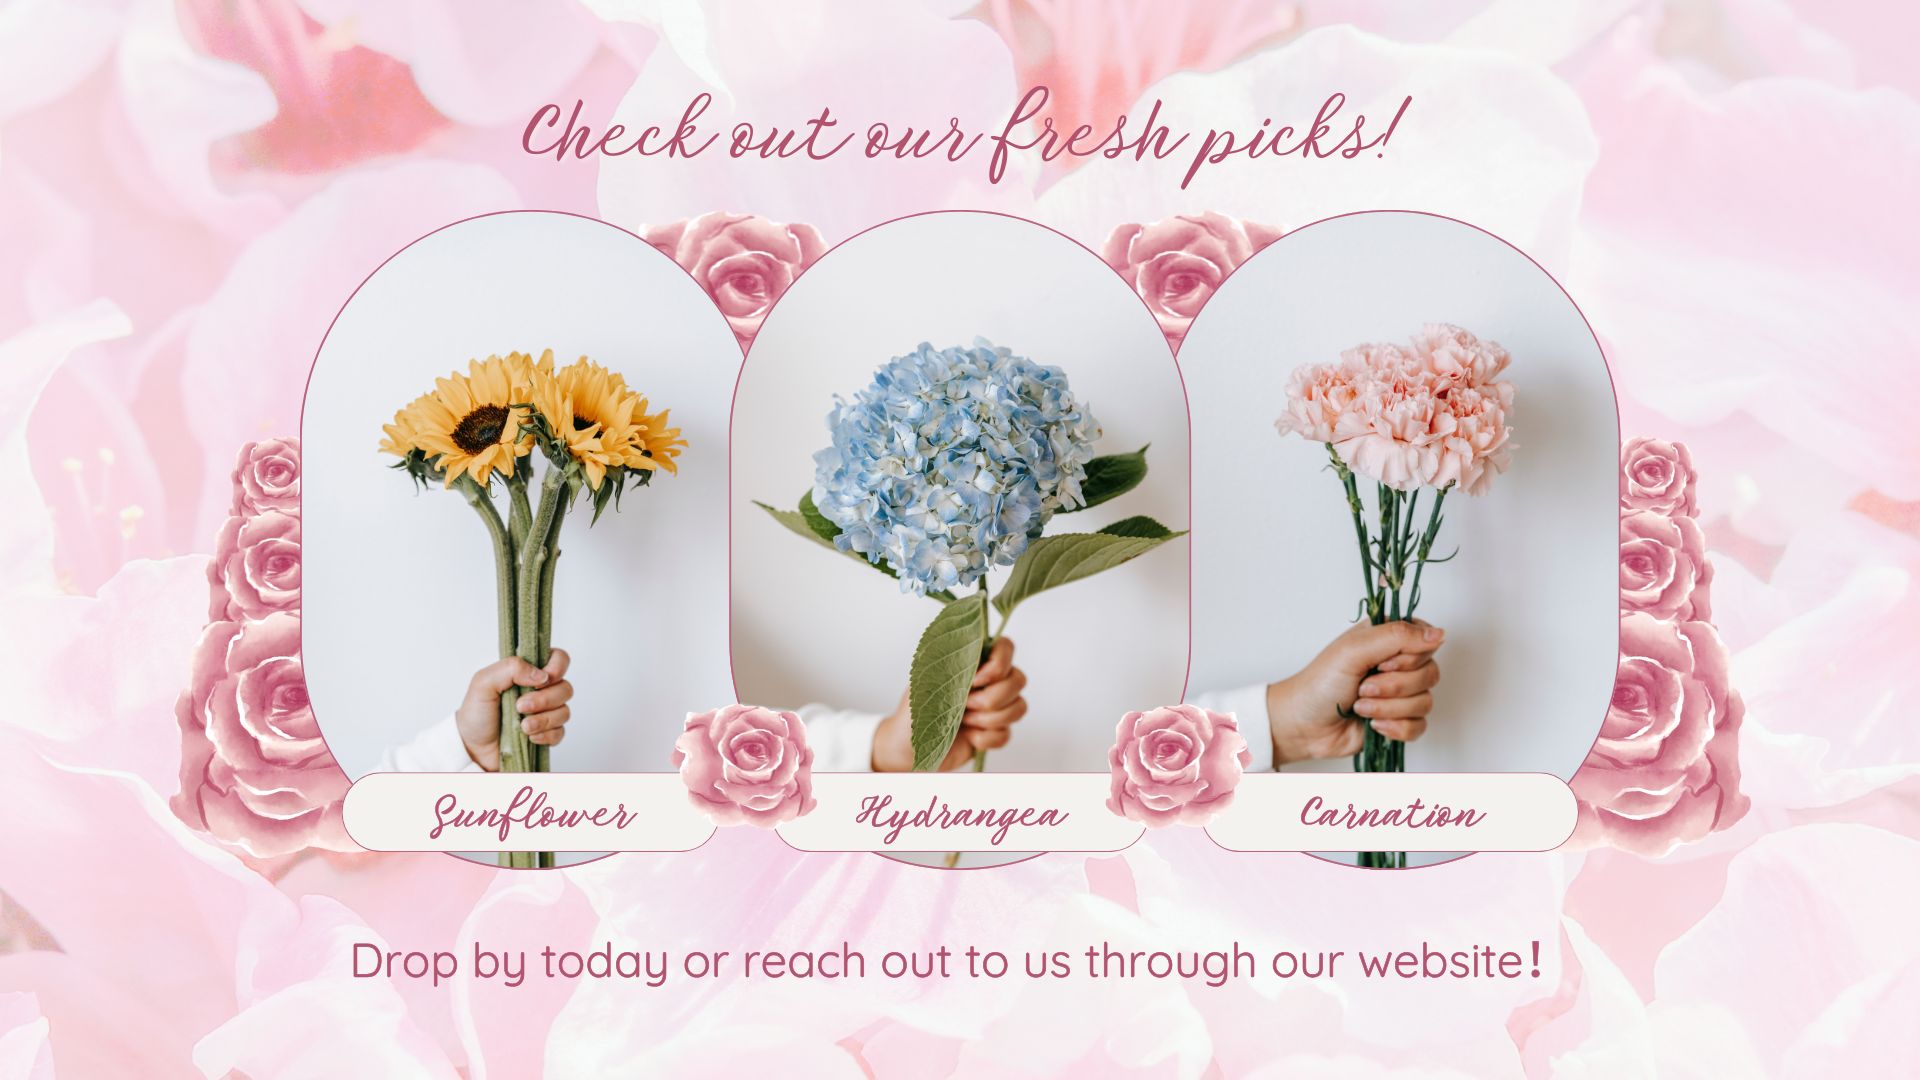 Check out our fresh picks!
Sunflower
Hydrangea
Carnation
Drop by today or reach out to us through our website!